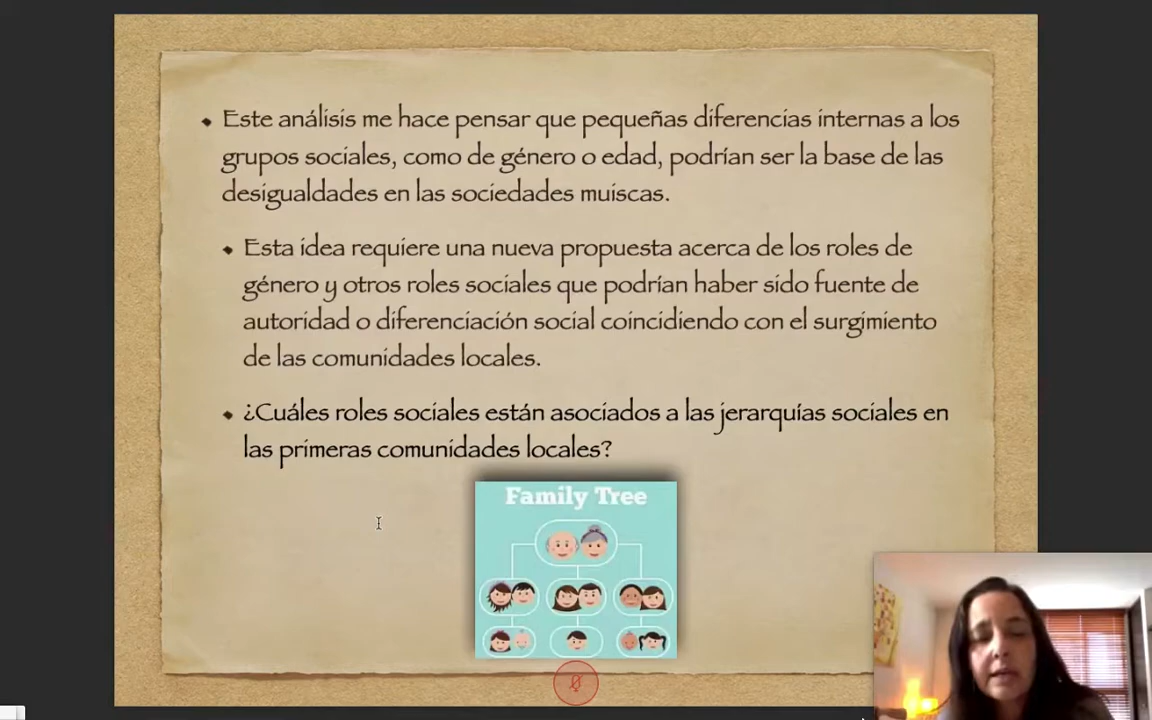 Este análisis me hace pensar que pequeñas diferencias internas a los
grupos sociales, como de género o edad, podrían ser la base de las
desigualdades en las sociedades muiscas.
Esta idea requiere una nueva propuesta acerca de los roles de
género y otros roles sociales que podrían haber sido fuente de
autoridad o diferenciación social coincidiendo con el surgimiento
de las comunidades locales.
¿Cuáles roles sociales están asociados a las jerarquías sociales en
las primeras comunidades locales?
Family Tree